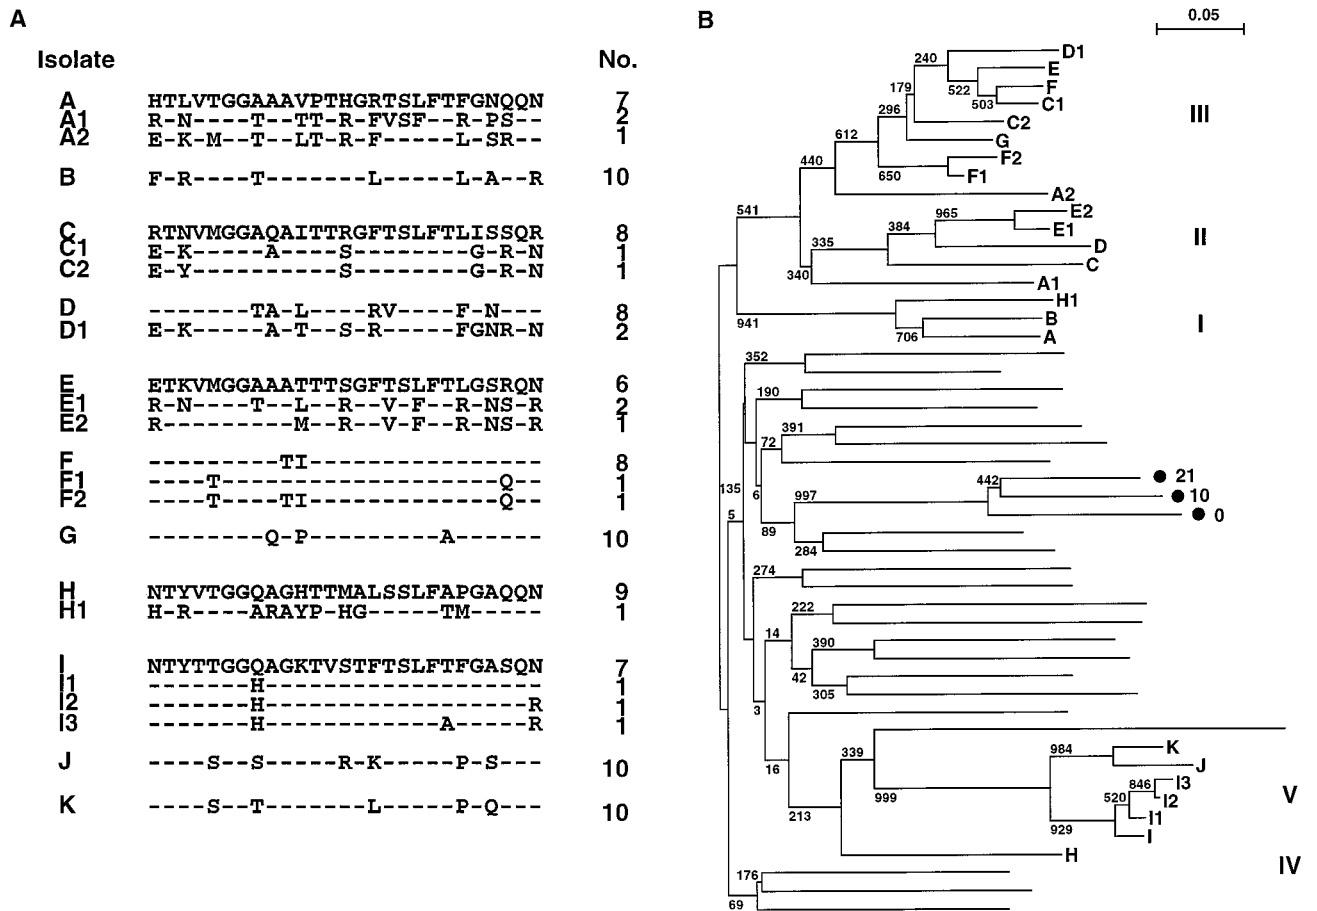 A
Isolate No.
A HTLVTGGAAAVPTHGRTSLFTFGNQQN 7
A1 R-N----T--TT-R-FVSF--R-PS-- 2
A2 E-K-M--T--LT-R-F-----L-SR-- 1
B F-R----T-------L-----L-A--R 10
C RTNVMGGAQAITTRGFTSLFTLISSQR 8
C1 E-K-----A----S--------G-R-N 1
C2 E-Y----------S--------G-R-N 1
D -------TA-L----RV----F-N--- 8
D1 E-K-----A-T--S-R-----FGNR-N 2
E ETKVMGGAAATTTSGFTSLFTLGSRQN 6
E1 R-N----T--L--R--V-F--R-NS-R 2
E2 R---------M--R--V-F--R-NS-R 1
F ---------TI---------------- 8
F1 ----T-------------------Q-- 1
F2 ----T----TI-------------Q-- 1
G --------Q-P---------A------ 10
H NTYVTGGQAGHTTMALSSLFAPGAQQN 9
H1 H-R----ARAYP-HG-----TM----- 1
I NTYTTGGQAGKTVSTFTSLFTFGASQN 7
I1 -------H------------------- 1
I2 -------H------------------R 1
I3 -------H------------A-----R 1
J ----S--S-----R-K-----P-S--- 10
K ----S--T-------L-----P-Q--- 10
B
0.05
240 D1
E
179 522 F
503 C1
296 C2
III
612 G
440 F2
650 F1
A2
541 965 E2
384 E1
II
335 D
C
340 A1
H1
941 B
I
706 A
352
190
391
72
442 21
135 6 997 10
5 0
89
284
274
222
14
390
42
305
3
339 984 K
16 J
846 I3
999 520 I2
V
213 I1
929 I
H
IV
176
69